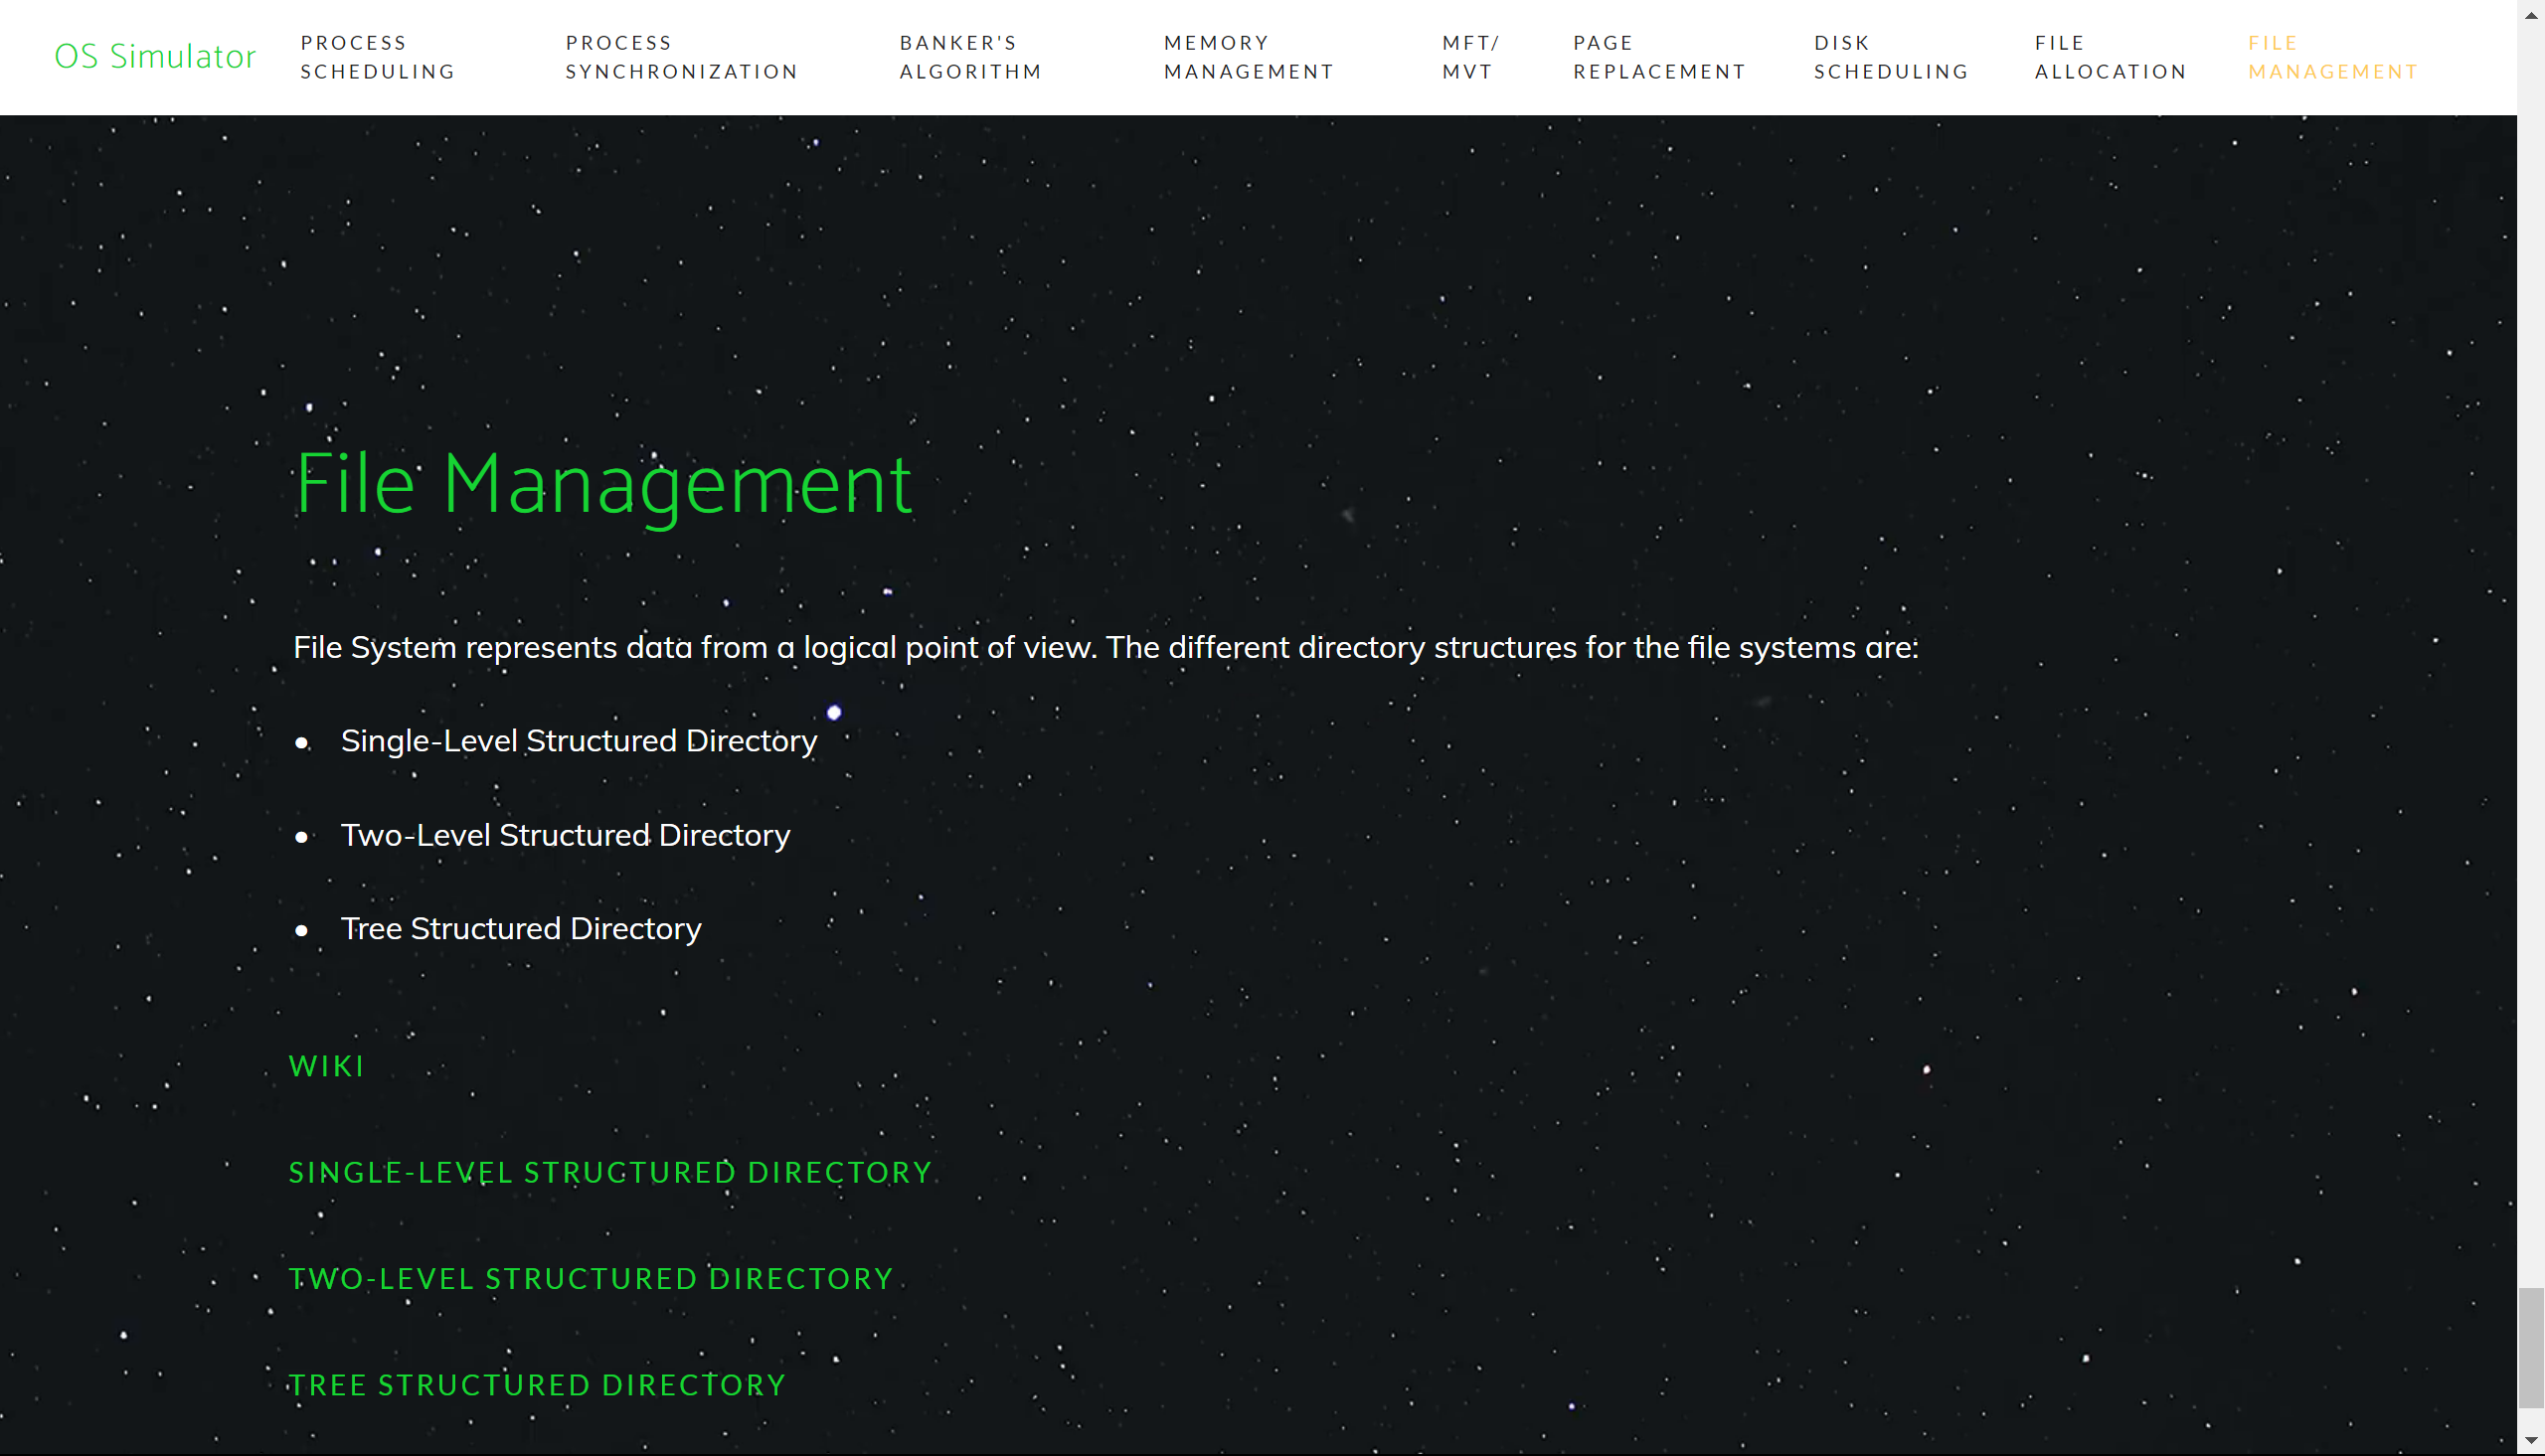 OS Simulator
PROCESS
SCHEDULING
PROCESS
SYNCHRONIZATION
BANKER'S
ALGORITHM
MEMORY
MANAGEMENT
MFT/
MVT
PAGE
REPLACEMENT
DISK
SCHEDULING
FILE
ALLOCATION
FILE
MANAGEMENT
File Management
File System represents data from a logical point of view. The different directory structures for the file systems are:
● Single-Level Structured Directory
● Two-Level Structured Directory
● Tree Structured Directory
WIKI
SINGLE-LEVEL STRUCTURED DIRECTORY
TWO-LEVEL STRUCTURED DIRECTORY
TREE STRUCTURED DIRECTORY